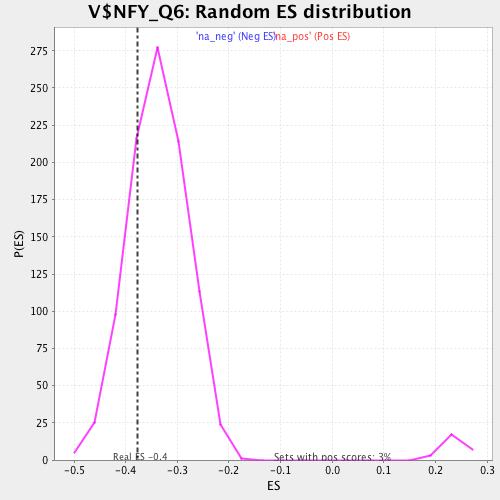 V$NFY_Q6: Random ES distribution
'na_neg' (Neg ES)
'na_pos' (Pos ES)
275
250
225
200
175
150
125
100
75
50
25
0
P(ES)
Real ES -0.4
Sets with pos scores: 3%
-0.5 -0.4 -0.3 -0.2 -0.1 0.0 0.1 0.2 0.3
ES